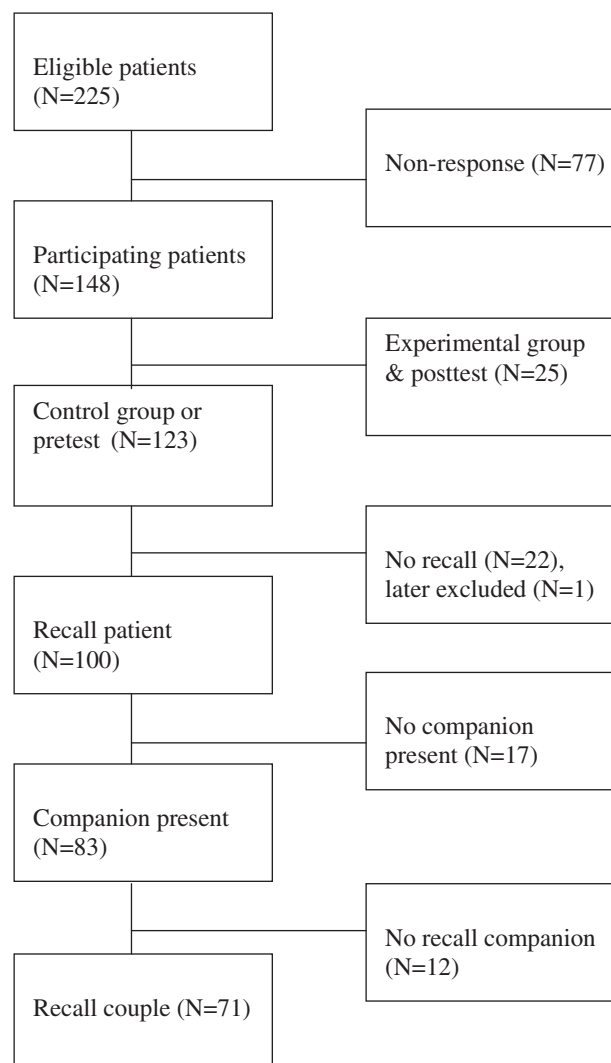 Eligible patients
(N=225)
Non-response (N=77)
Participating patients
(N=148)
Experimental group
& posttest (N=25)
Control group or
pretest (N=123)
No recall (N=22),
later excluded (N=1)
Recall patient
(N=100)
No companion
present (N=17)
Companion present
(N=83)
No recall companion
(N=12)
Recall couple (N=71)